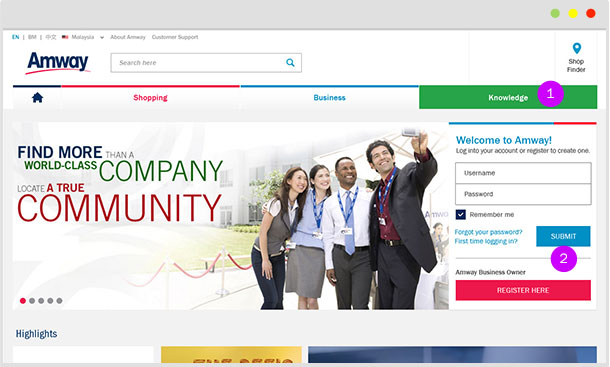 EN | BM | 中文 Malaysia About Amway Customer Support
Amway
Search here
Shop
Finder
Shopping
Business
Knowledge
1
FIND MORE THAN A
WORLD-CLASS COMPANY
LOCATE A TRUE
COMMUNITY
Amwa
Welcome to Amway!
Log into your account or register to create one.
Username
Password
Remember me
Forgot your password?
First time logging in?
SUBMIT
2
Amway Business Owner
REGISTER HERE
Highlights